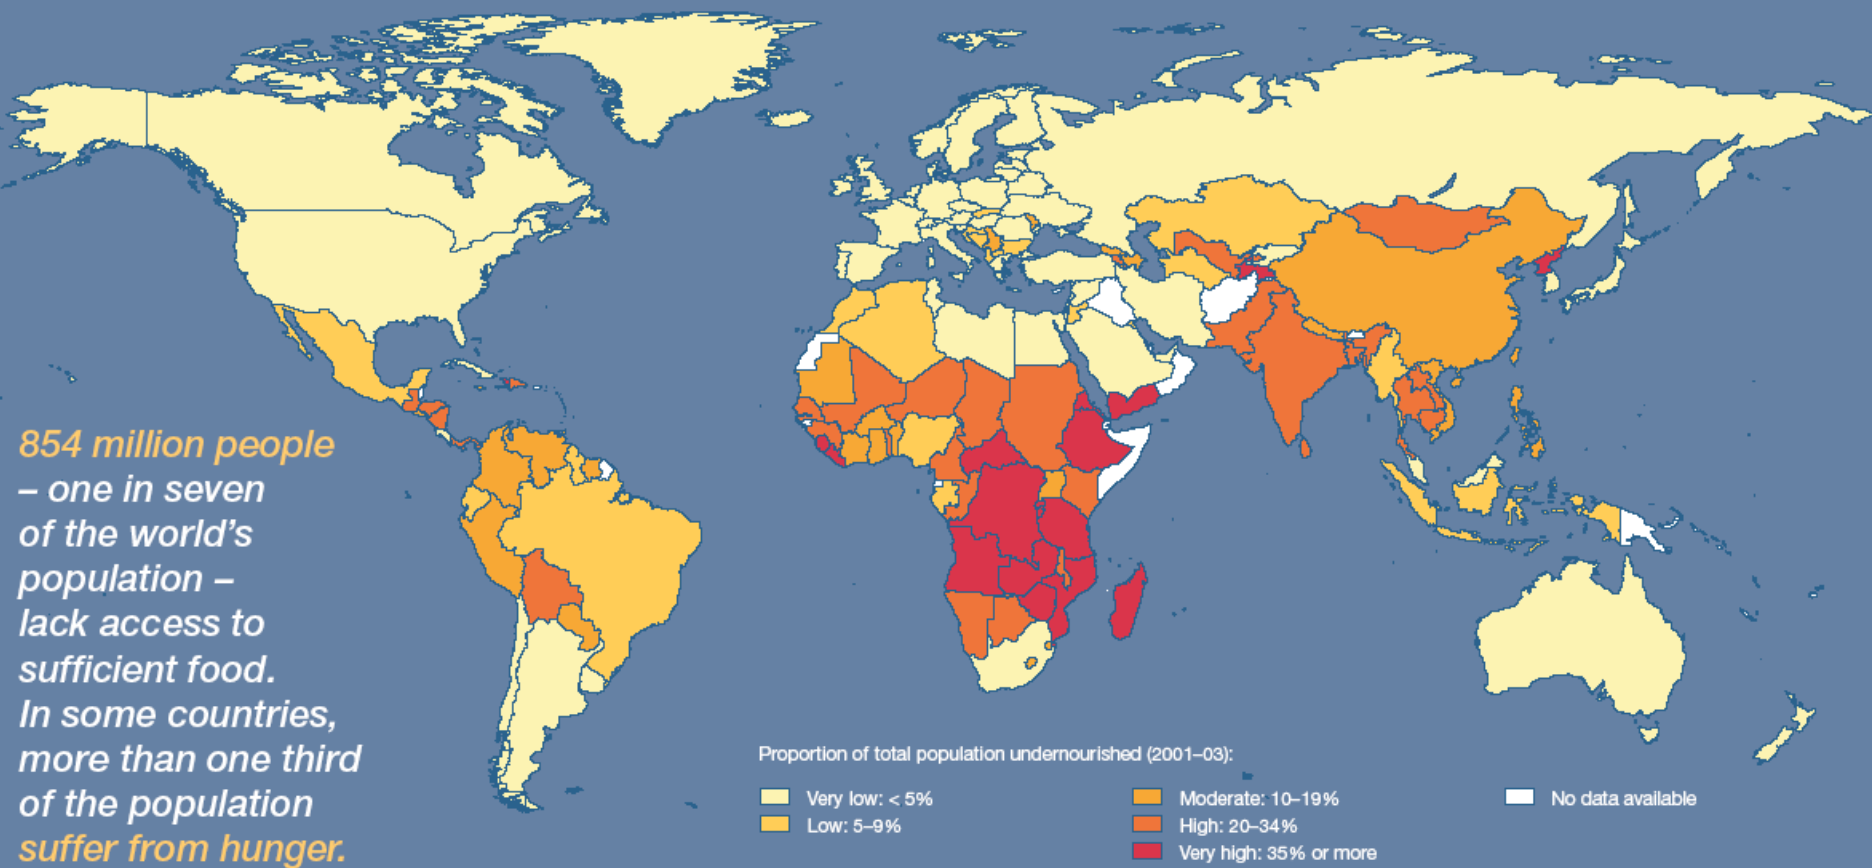 854 million people
– one in seven
of the world's
population –
lack access to
sufficient food.
In some countries,
more than one third
of the population
suffer from hunger.
Proportion of total population undernourished (2001–03):
Very low: < 5%
Low: 5–9%
Moderate: 10–19%
High: 20–34%
Very high: 35% or more
No data available